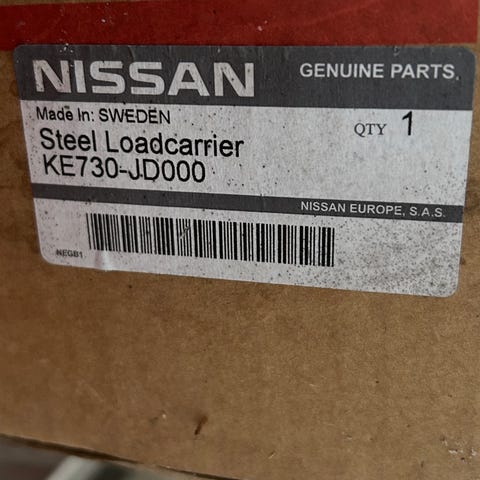 NISSAN GENUINE PARTS
Made In: SWEDEN
QTY 1
Steel Loadcarrier
KE730-JD000
NISSAN EUROPE, S.A.S.
NEGB1